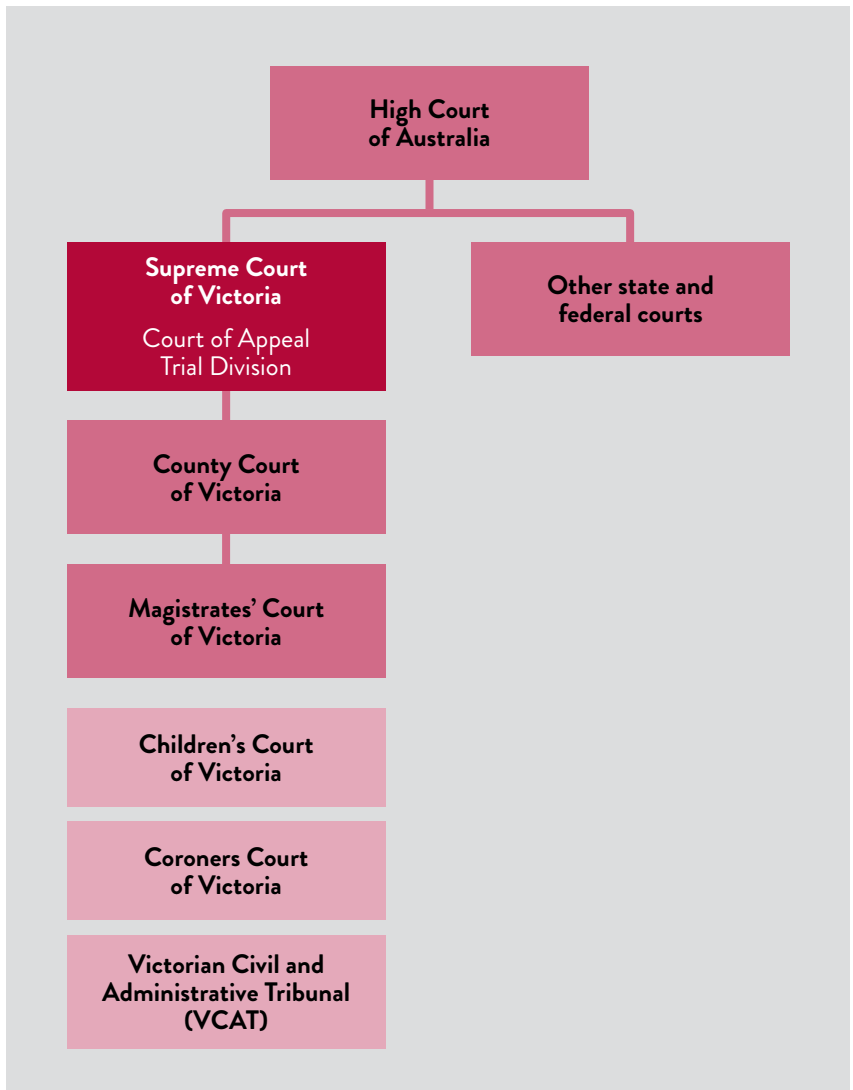 High Court
of Australia
Supreme Court
of Victoria
Court of Appeal
Trial Division
Other state and
federal courts
County Court
of Victoria
Magistrates’ Court
of Victoria
Children’s Court
of Victoria
Coroners Court
of Victoria
Victorian Civil and
Administrative Tribunal
(VCAT)